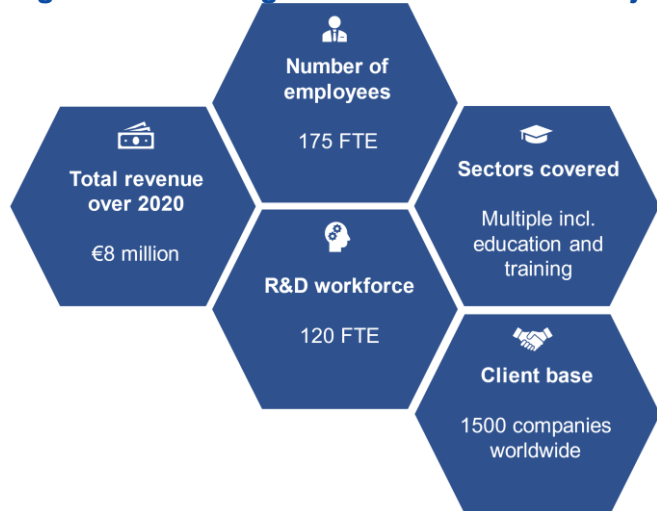 Number of
employees
175 FTE
Total revenue
over 2020
€8 million
Sectors covered
Multiple incl.
education and
training
R&D workforce
120 FTE
Client base
1500 companies
worldwide